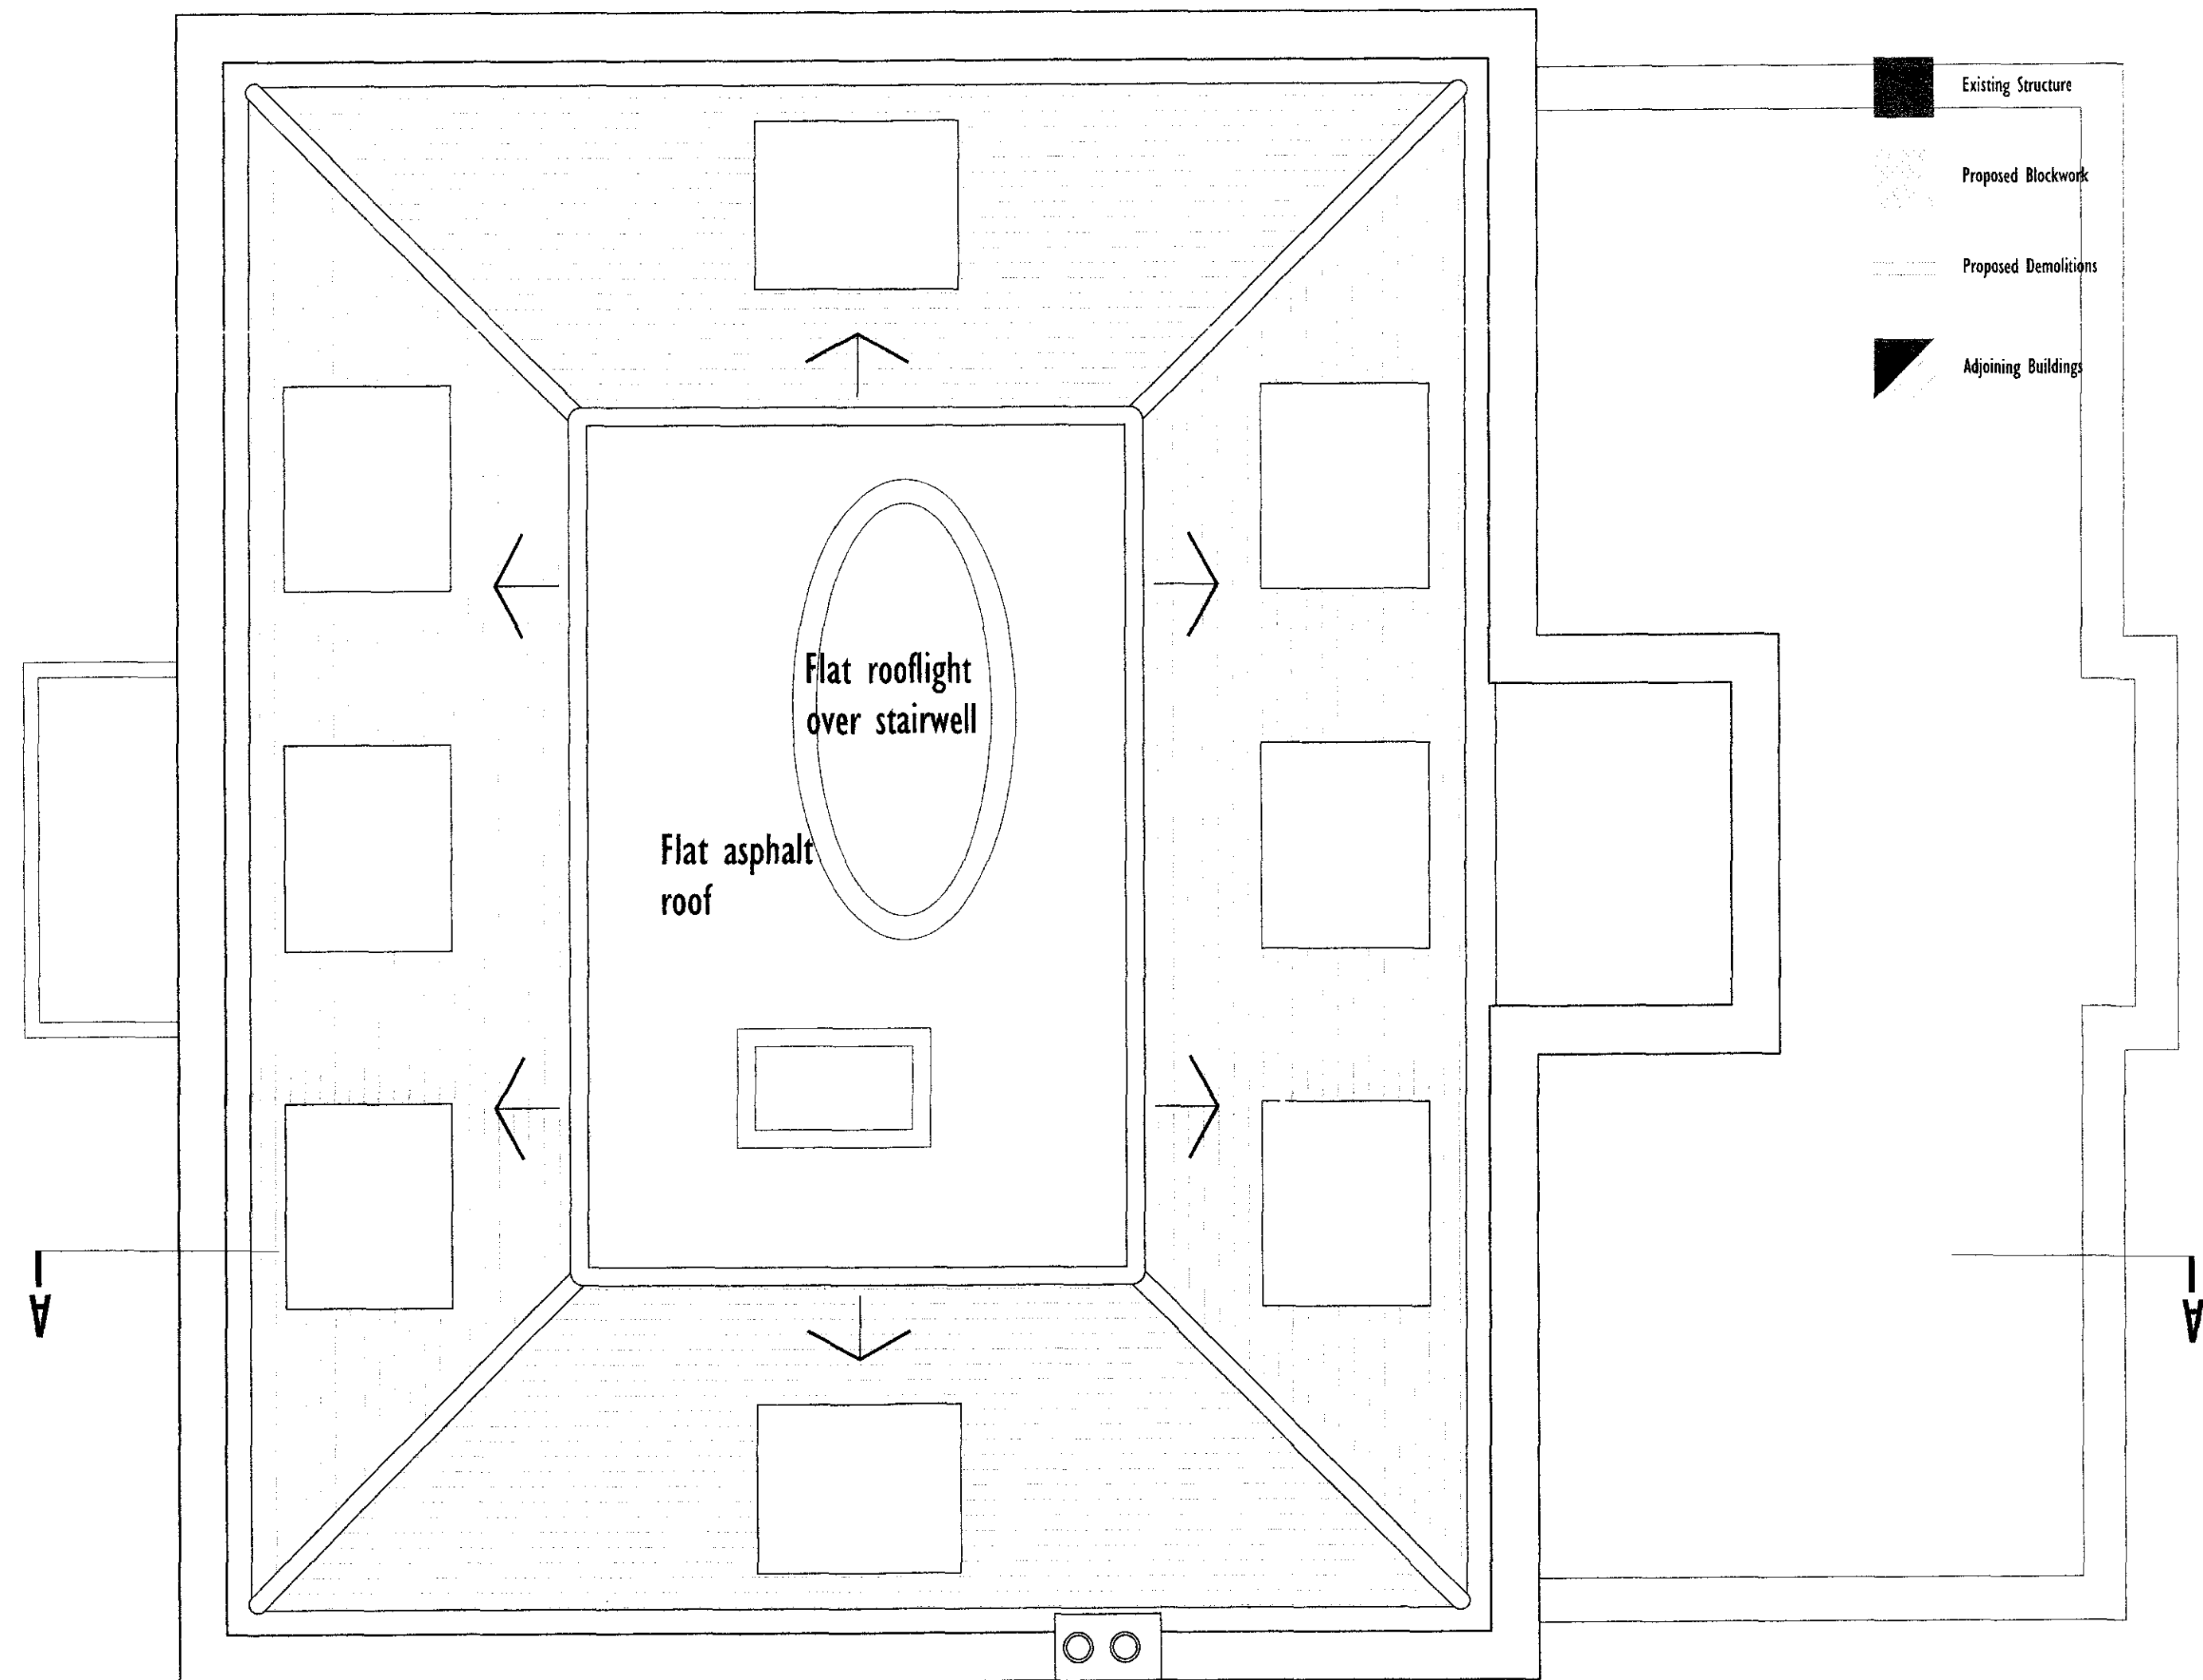 Existing Structure
Proposed Blockwork
Proposed Demolitions
Adjoining Buildings
Flat rooflight
over stairwell
Flat asphalt
roof
A
A